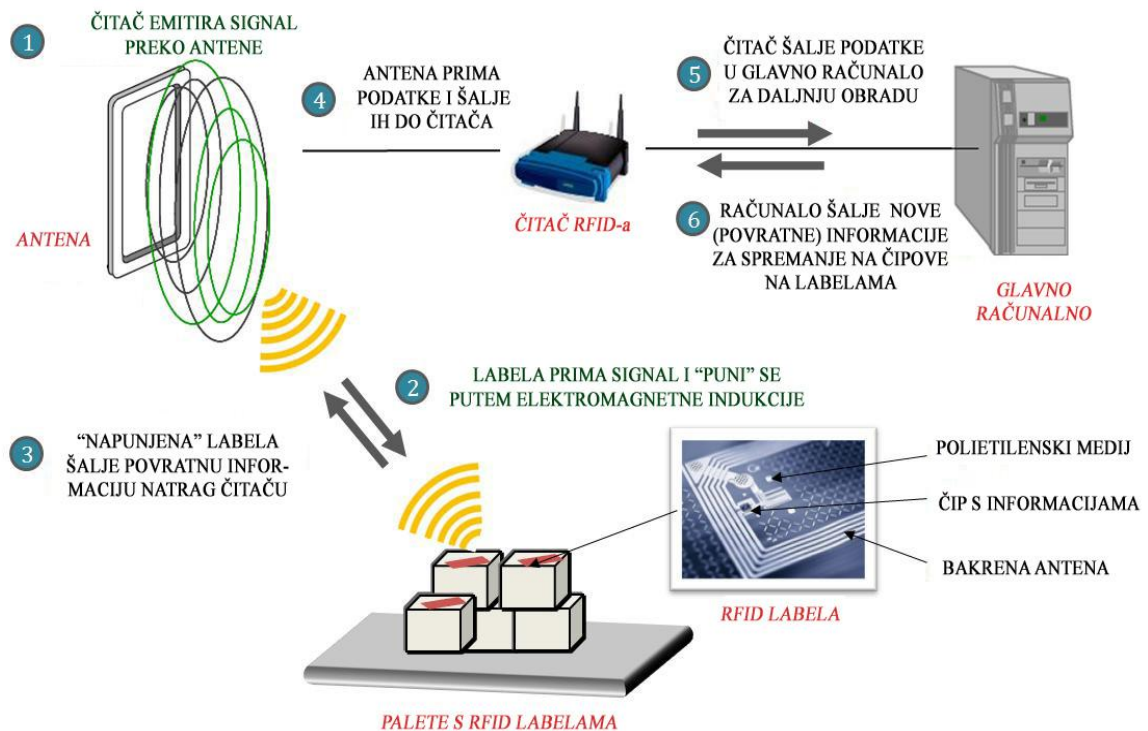 1
ČITAČ EMITIRA SIGNAL
PREKO ANTENE
ANTENA
4
ANTENA PRIMA
PODATKE I ŠALJE
IH DO ČITAČA
ČITAČ RFID-a
5
ČITAČ ŠALJE PODATKE
U GLAVNO RAČUNALO
ZA DALJNJU OBRADU
6
RAČUNALO ŠALJE NOVE
(POVRATNE) INFORMACIJE
ZA SPREMANJE NA ČIPOVE
NA LABELAMA
GLAVNO
RAČUNALNO
2
LABELA PRIMA SIGNAL I “PUNI” SE
PUTEM ELEKTROMAGNETNE INDUKCIJE
3
“NAPUNJENA” LABELA
ŠALJE POVRATNU INFOR-
MACIJU NATRAG ČITAČU
POLIETILENSKI MEDIJ
ČIP S INFORMACIJAMA
BAKRENA ANTENA
RFID LABELA
PALETE S RFID LABELAMA